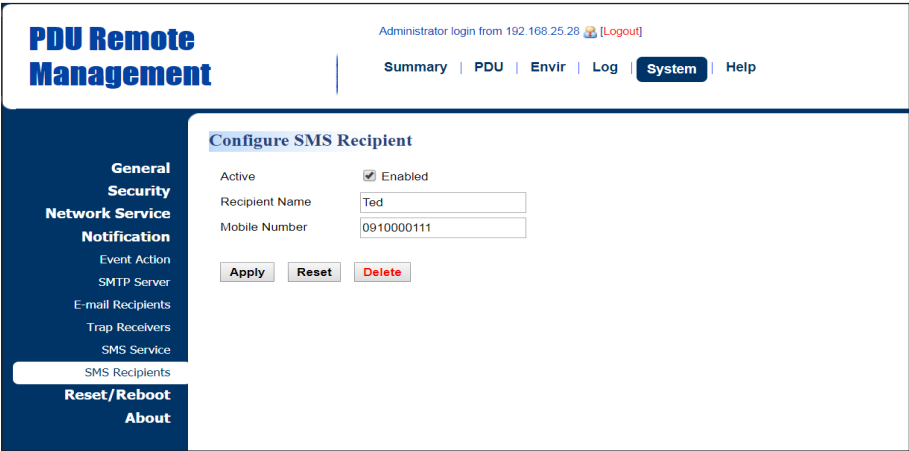 PDU Remote
Management
Administrator login from 192.168.25.28 [Logout]
Summary | PDU | Envir | Log | System | Help
General
Security
Network Service
Notification
Event Action
SMTP Server
E-mail Recipients
Trap Receivers
SMS Service
SMS Recipients
Reset/Reboot
About
Configure SMS Recipient
Active Enabled
Recipient Name Ted
Mobile Number 0910000111
Apply Reset Delete